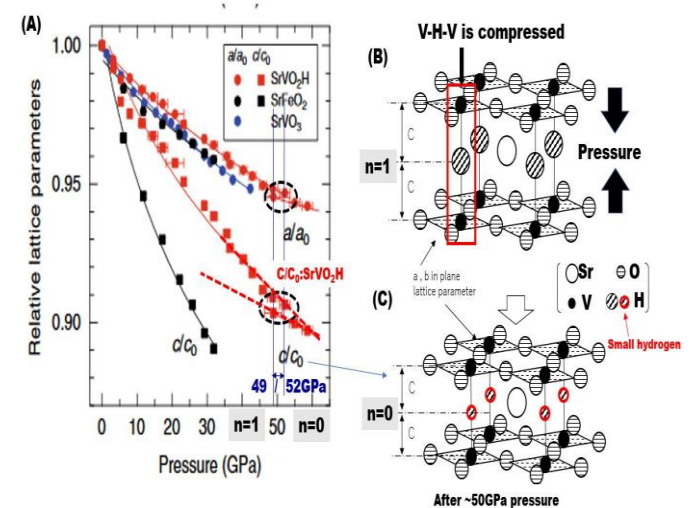 (A)
Relative lattice parameters
1.00
0.95
0.90
a/a0 c/c0
SrVO2H
SrFeO2
SrVO3
a/a0
C/C0:SrVO2H
c/c0
c/c0
49 / 52GPa
n=1
n=0
0 10 20 30 40 50 60
Pressure (GPa)
V-H-V is compressed
(B)
C
n=1
C
Pressure
a , b in plane
lattice parameter
Sr O
V H
Small hydrogen
(C)
C
n=0
C
After ~50GPa pressure